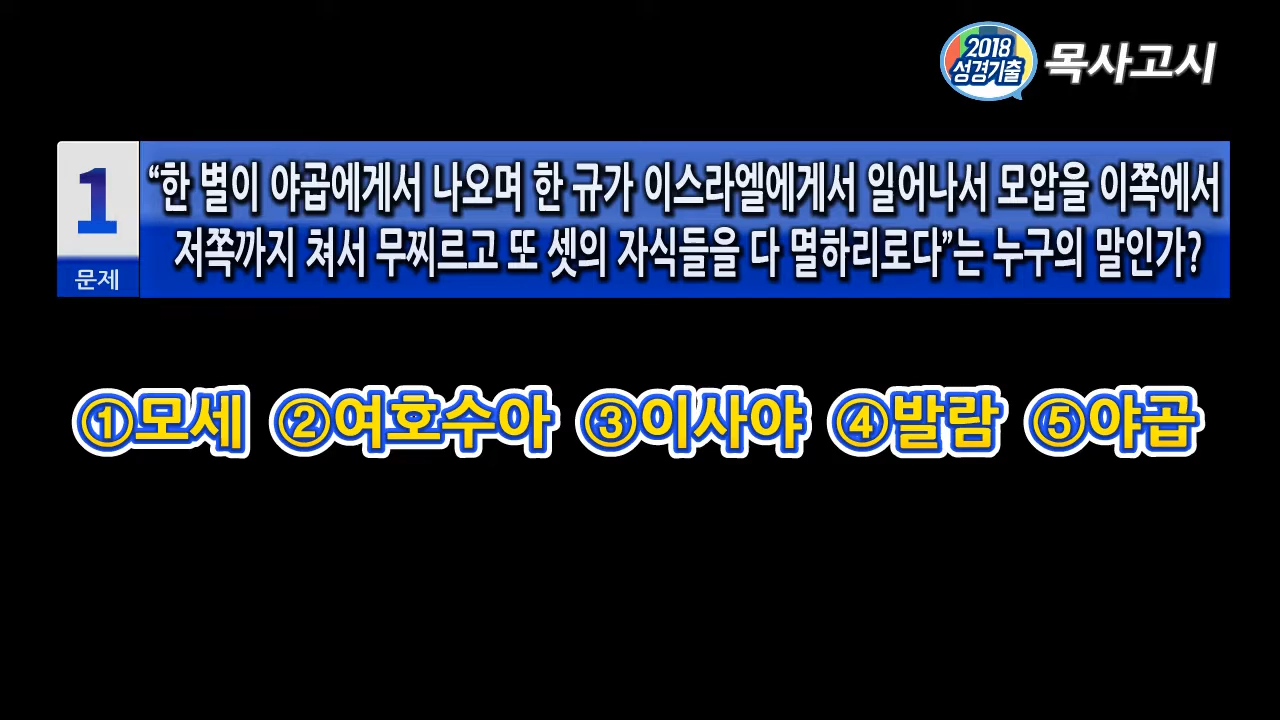 2018
성경기출
목사고시
1
문제
“한 별이 야곱에게서 나오며 한 규가 이스라엘에게서 일어나서 모압을 이쪽에서
저쪽까지 쳐서 무찌르고 또 셋의 자식들을 다 멸하리로다”는 누구의 말인가?
①모세 ②여호수아 ③이사야 ④발람 ⑤야곱